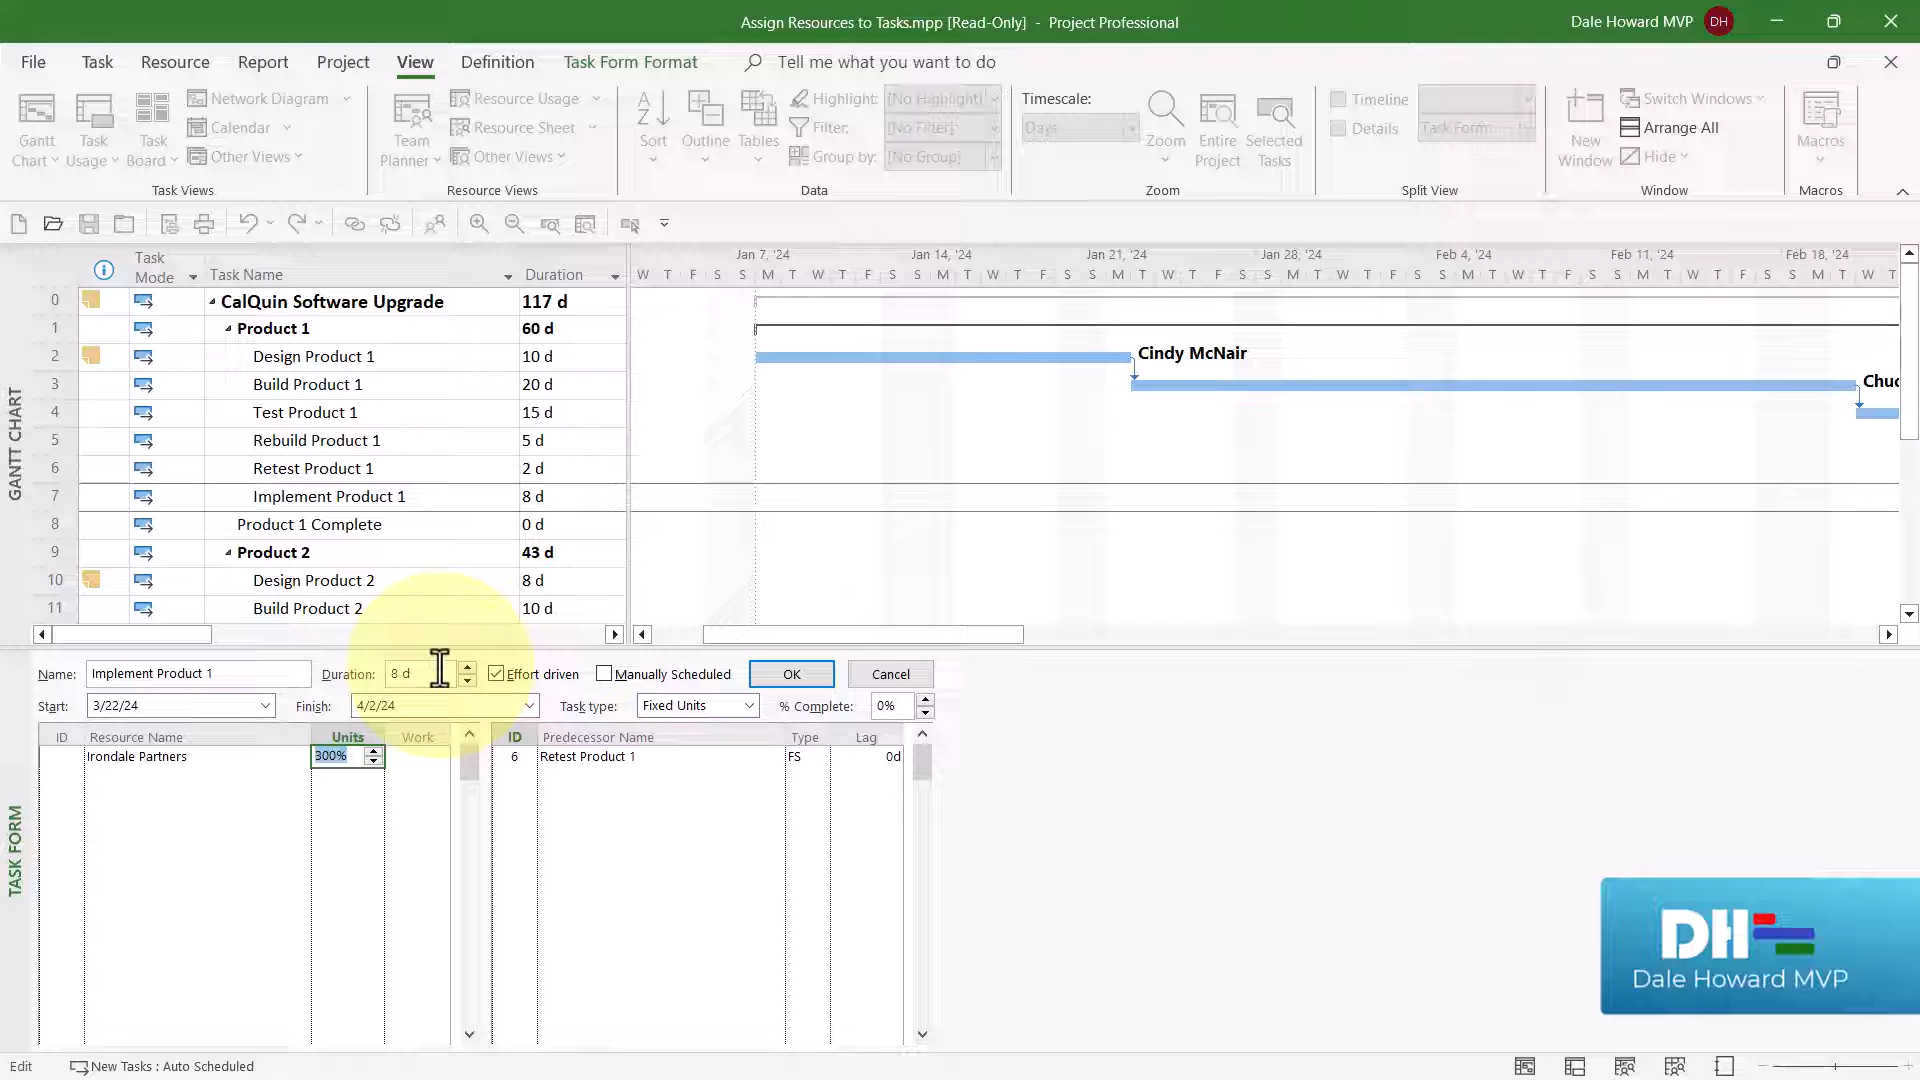 Assign Resources to Tasks.mpp [Read-Only] - Project Professional
Dale Howard MVP DH
File Task Resource Report Project View Definition Task Form Format Tell me what you want to do
Gantt Chart
Task Usage
Task Board
Network Diagram
Calendar
Other Views
Task Views
Team Planner
Resource Usage
Resource Sheet
Other Views
Resource Views
Sort
Outline
Tables
Highlight: [No Highlight]
Filter: [No Filter]
Group by: [No Group]
Data
Timescale:
Days
Zoom
Entire Project
Selected Tasks
Zoom
Timeline
Details Task Form
Split View
New Window
Switch Windows
Arrange All
Hide
Window
Macros
Macros
Task Mode Task Name Duration
Jan 7, '24 Jan 14, '24 Jan 21, '24 Jan 28, '24 Feb 4, '24 Feb 11, '24 Feb 18, '24
W T F S S M T W T F S S M T W T F S S M T W T F S S M T W T F S S M T W T F S S M T W T F S S M T W T
0 CalQuin Software Upgrade 117 d
1 Product 1 60 d
2 Design Product 1 10 d Cindy McNair
3 Build Product 1 20 d Chuc
4 Test Product 1 15 d
5 Rebuild Product 1 5 d
6 Retest Product 1 2 d
7 Implement Product 1 8 d
8 Product 1 Complete 0 d
9 Product 2 43 d
10 Design Product 2 8 d
11 Build Product 2 10 d
GANTT CHART
Name: Implement Product 1 Duration: 8 d Effort driven Manually Scheduled OK Cancel
Start: 3/22/24 Finish: 4/2/24 Task type: Fixed Units % Complete: 0%
ID Resource Name Units Work ID Predecessor Name Type Lag
Irondale Partners 300% 6 Retest Product 1 FS 0d
TASK FORM
DH
Dale Howard MVP
Edit New Tasks : Auto Scheduled